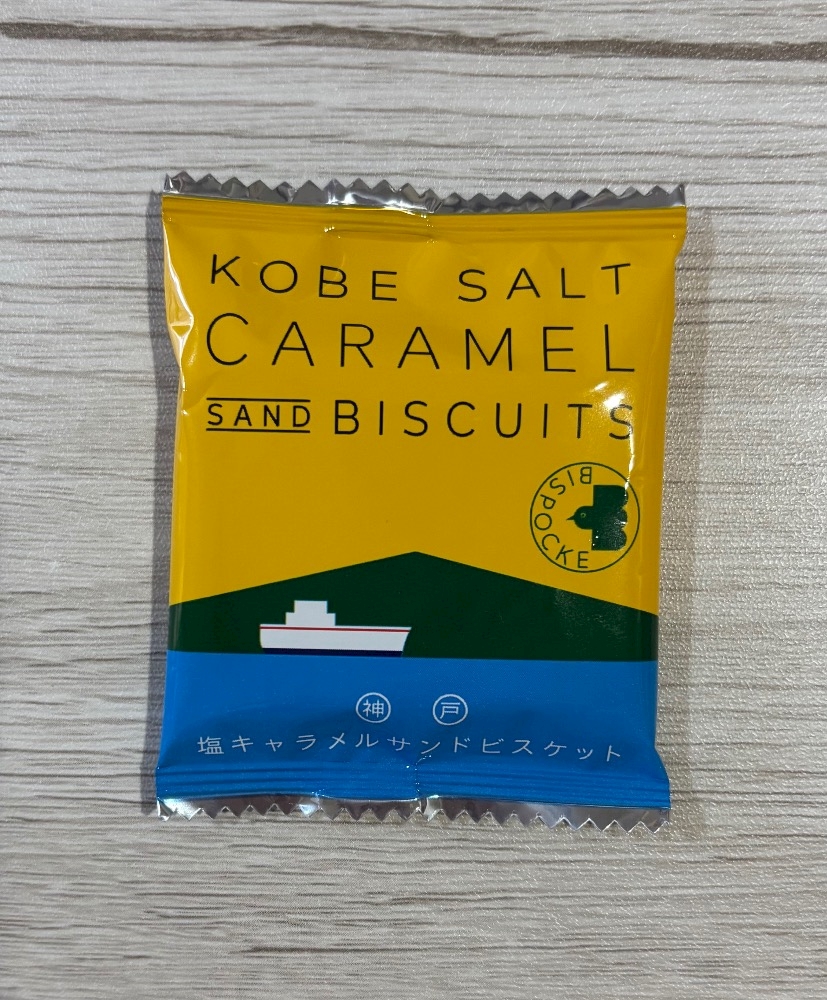 KOBE SALT
CARAMEL
SAND BISCUITS
BISPOCKE
神 戸
塩キャラメルサンドビスケット